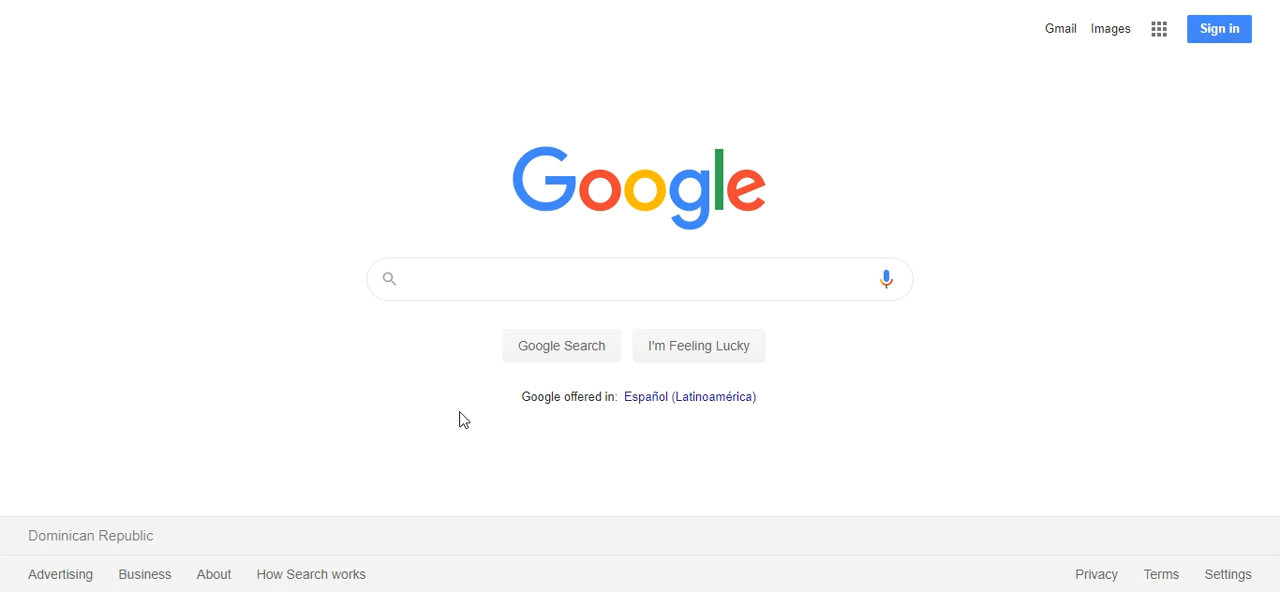 Gmail Images Sign in
Google
Google Search I'm Feeling Lucky
Google offered in: Español (Latinoamérica)
Dominican Republic
Advertising Business About How Search works Privacy Terms Settings